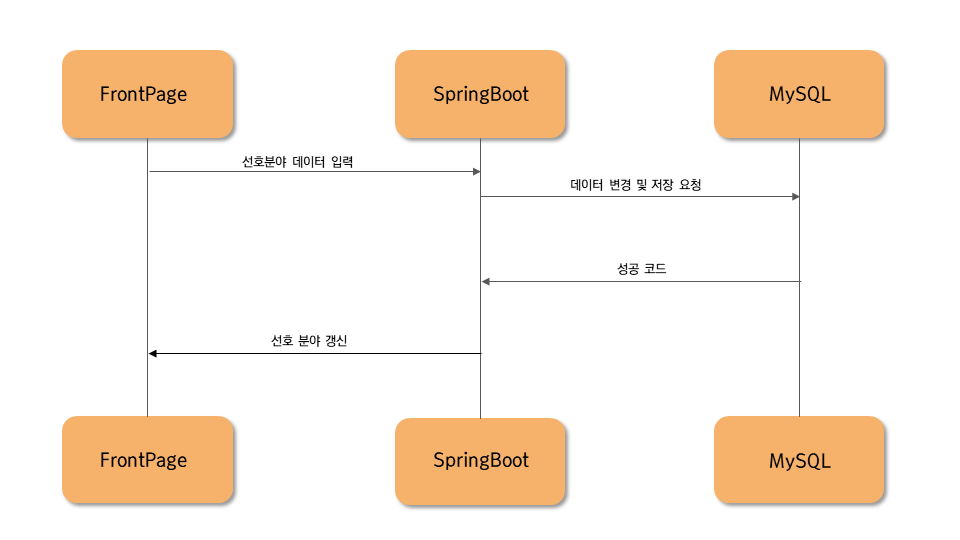 FrontPage
SpringBoot
MySQL
선호분야 데이터 입력
데이터 변경 및 저장 요청
성공 코드
선호 분야 갱신
FrontPage
SpringBoot
MySQL